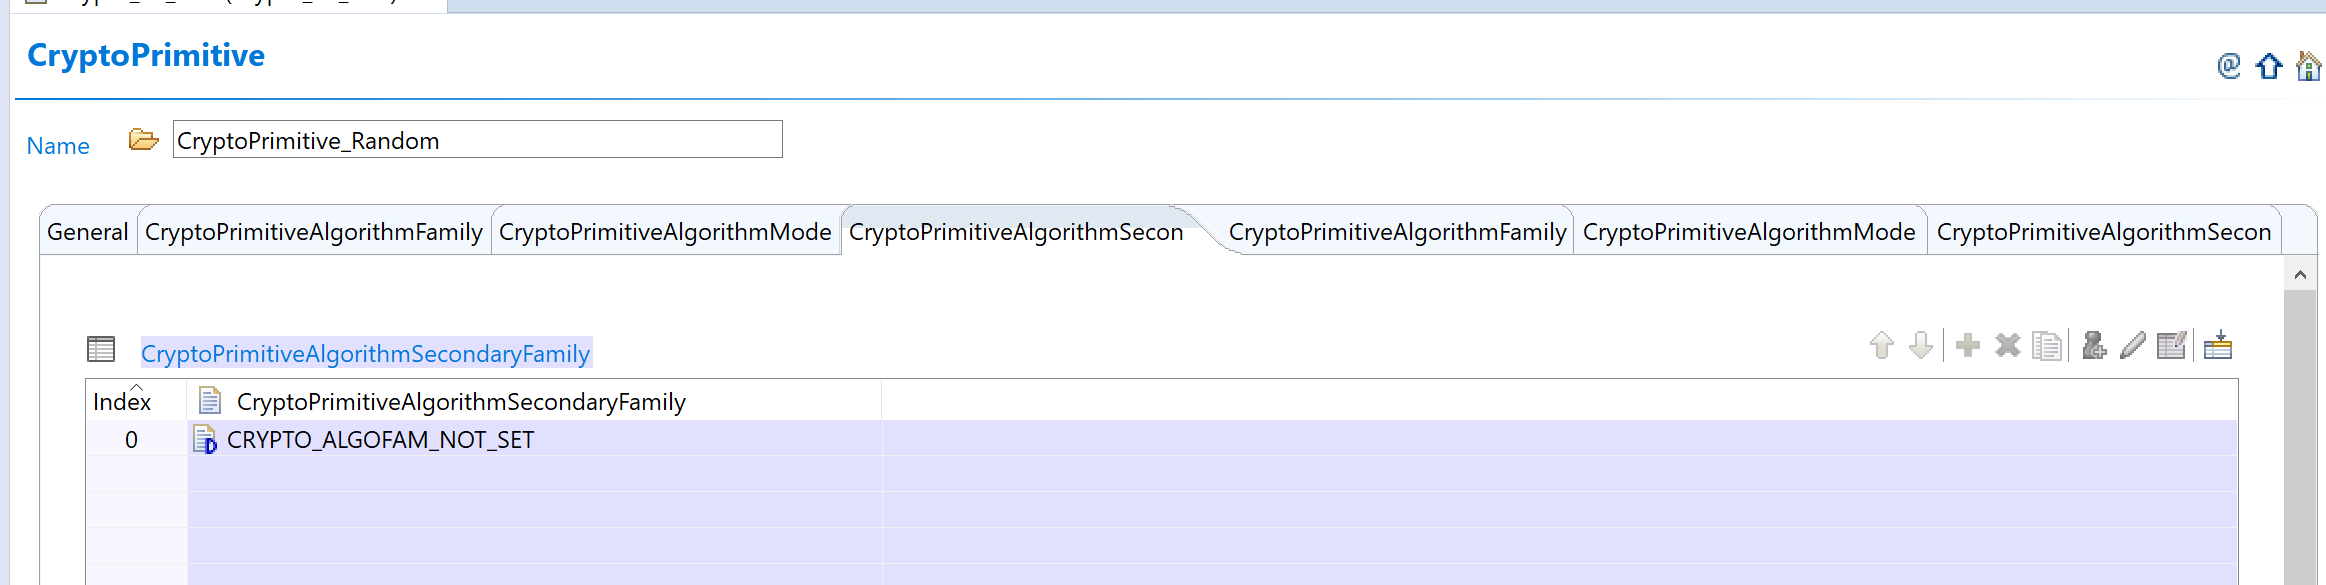 CryptoPrimitive
Name CryptoPrimitive_Random
General CryptoPrimitiveAlgorithmFamily CryptoPrimitiveAlgorithmMode CryptoPrimitiveAlgorithmSecon CryptoPrimitiveAlgorithmFamily CryptoPrimitiveAlgorithmMode CryptoPrimitiveAlgorithmSecon
CryptoPrimitiveAlgorithmSecondaryFamily
Index CryptoPrimitiveAlgorithmSecondaryFamily
0 CRYPTO_ALGOFAM_NOT_SET